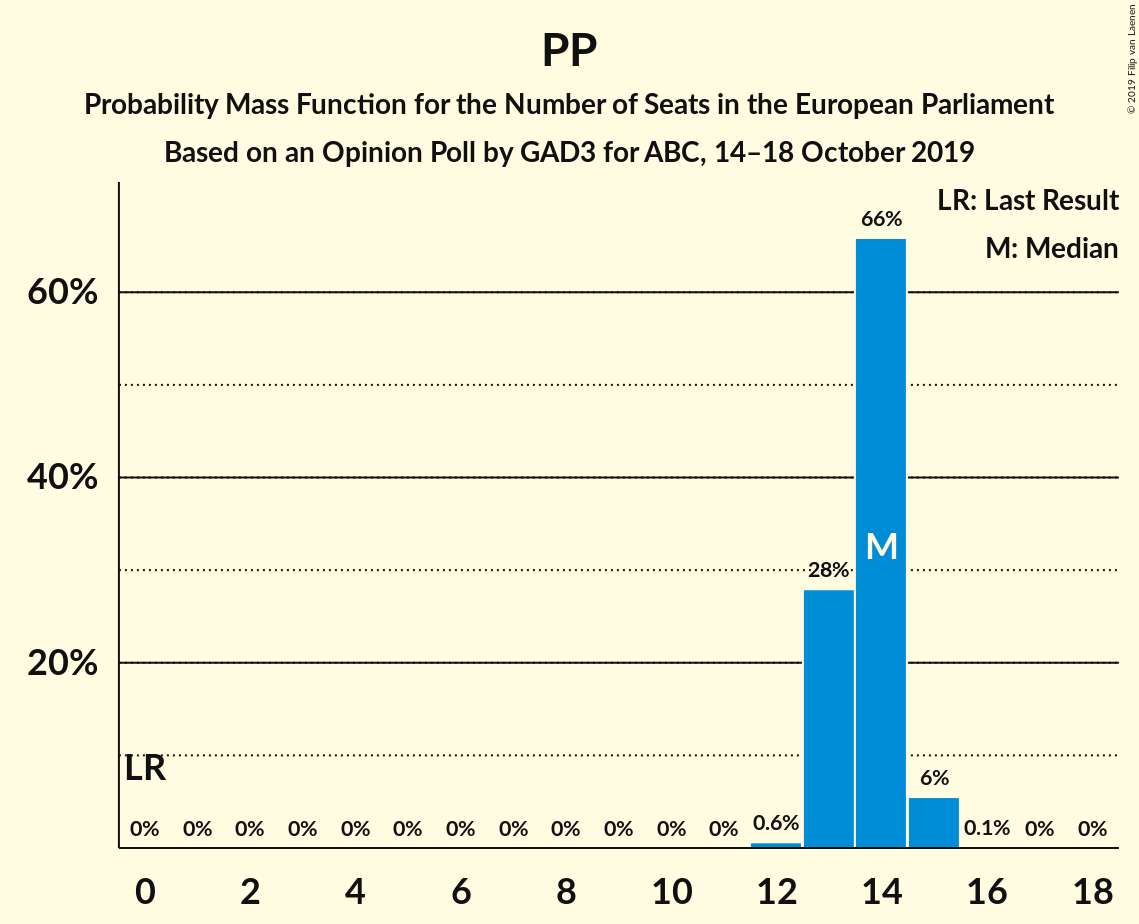 PP
Probability Mass Function for the Number of Seats in the European Parliament
Based on an Opinion Poll by GAD3 for ABC, 14–18 October 2019
© 2019 Filip van Laenen
LR: Last Result
M: Median
66%
60%
40%
M
28%
20%
LR
6%
0% 0% 0% 0% 0% 0% 0% 0% 0% 0% 0% 0% 0.6% 0.1% 0% 0%
0 2 4 6 8 10 12 14 16 18